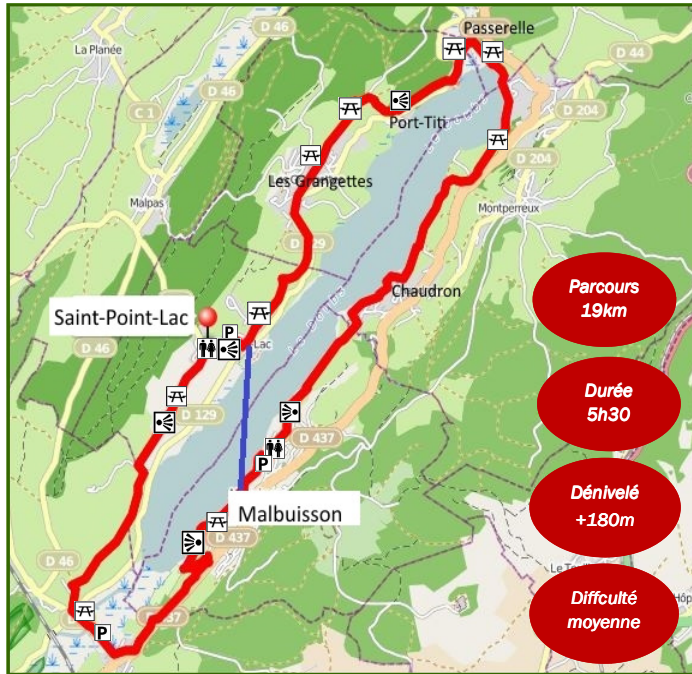 D 46
Passerelle
La Planée
D 44
D 46
C 1
D 204
Port-Titi
D 204
Les Grangettes
Malpas
Montperreux
D 129
Chaudron
Parcours
19km
Saint-Point-Lac
P
Lac
D 46
Durée
5h30
D 129
D 437
P
Dénivelé
+180m
Malbuisson
D 437
D 46
Diffculté
moyenne
P